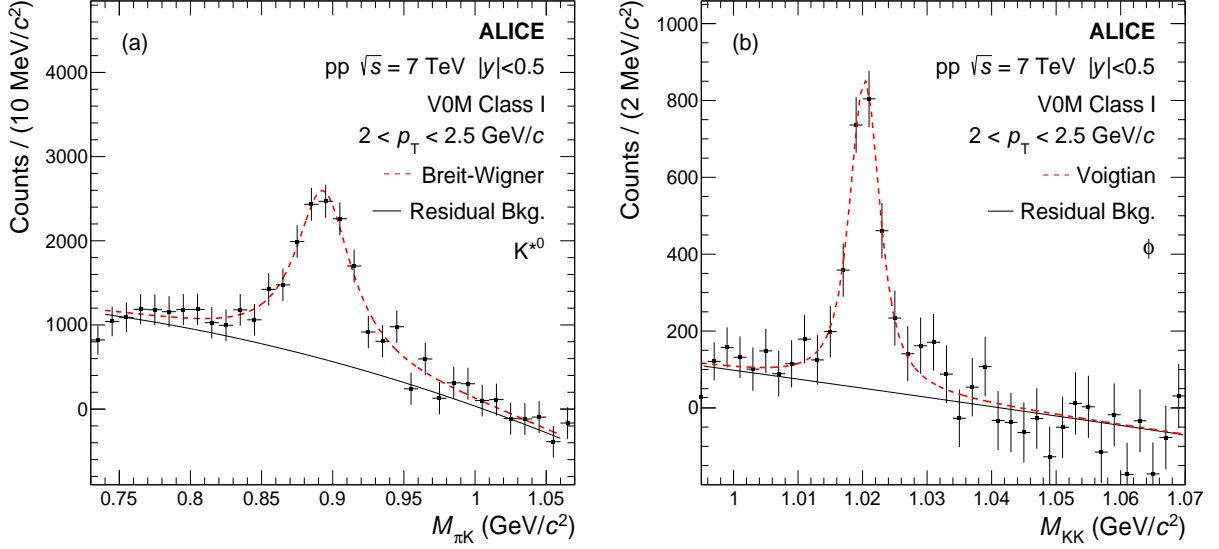 (a)
ALICE
pp √s = 7 TeV |y|<0.5
V0M Class I
2 < p_T < 2.5 GeV/c
Breit-Wigner
Residual Bkg.
K*0
Counts / (10 MeV/c²)
4000
3000
2000
1000
0
0.75 0.8 0.85 0.9 0.95 1 1.05
M_πK (GeV/c²)
(b)
ALICE
pp √s = 7 TeV |y|<0.5
V0M Class I
2 < p_T < 2.5 GeV/c
Voigtian
Residual Bkg.
ϕ
Counts / (2 MeV/c²)
1000
800
600
400
200
0
1 1.01 1.02 1.03 1.04 1.05 1.06 1.07
M_KK (GeV/c²)